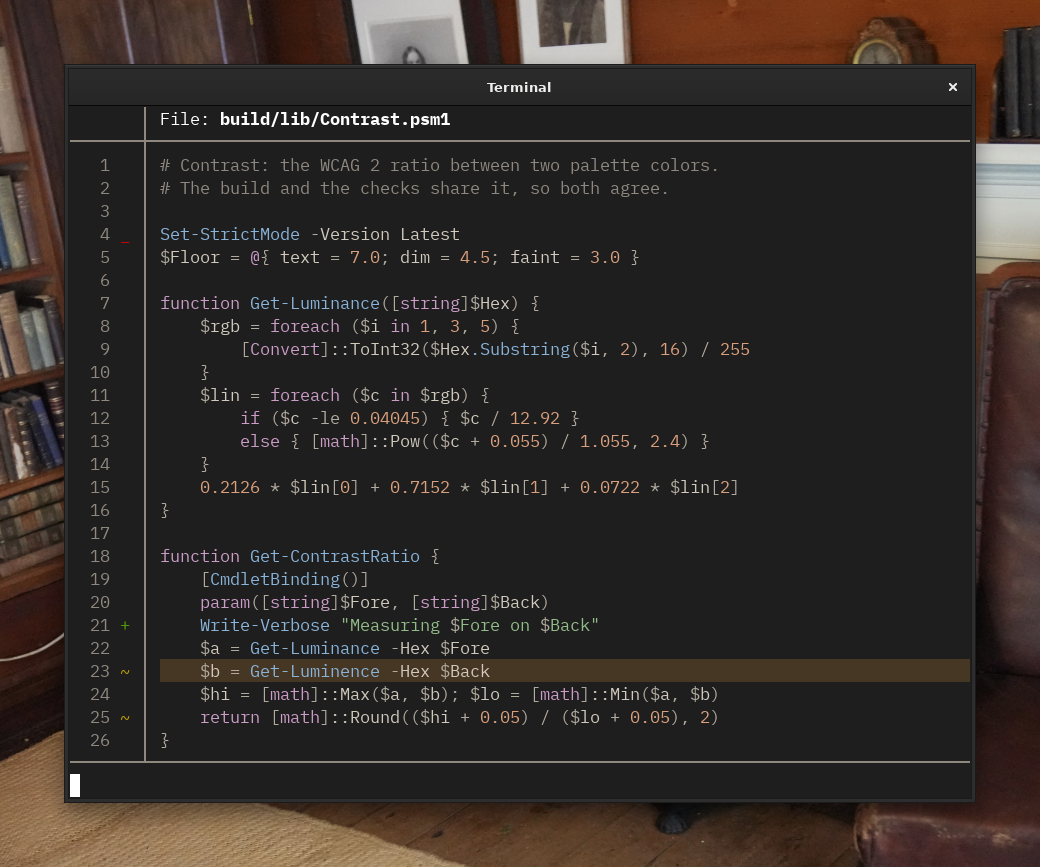 Terminal ×
File: build/lib/Contrast.psm1
1 # Contrast: the WCAG 2 ratio between two palette colors.
2 # The build and the checks share it, so both agree.
3
4 _ Set-StrictMode -Version Latest
5 $Floor = @{ text = 7.0; dim = 4.5; faint = 3.0 }
6
7 function Get-Luminance([string]$Hex) {
8     $rgb = foreach ($i in 1, 3, 5) {
9         [Convert]::ToInt32($Hex.Substring($i, 2), 16) / 255
10     }
11     $lin = foreach ($c in $rgb) {
12         if ($c -le 0.04045) { $c / 12.92 }
13         else { [math]::Pow(($c + 0.055) / 1.055, 2.4) }
14     }
15     0.2126 * $lin[0] + 0.7152 * $lin[1] + 0.0722 * $lin[2]
16 }
17
18 function Get-ContrastRatio {
19     [CmdletBinding()]
20     param([string]$Fore, [string]$Back)
21 +     Write-Verbose "Measuring $Fore on $Back"
22     $a = Get-Luminance -Hex $Fore
23 ~     $b = Get-Luminence -Hex $Back
24     $hi = [math]::Max($a, $b); $lo = [math]::Min($a, $b)
25 ~     return [math]::Round(($hi + 0.05) / ($lo + 0.05), 2)
26 }